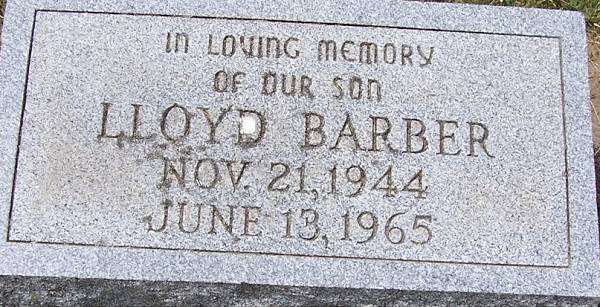 IN LOVING MEMORY
OF OUR SON
LLOYD BARBER
NOV. 21, 1944
JUNE 13, 1965